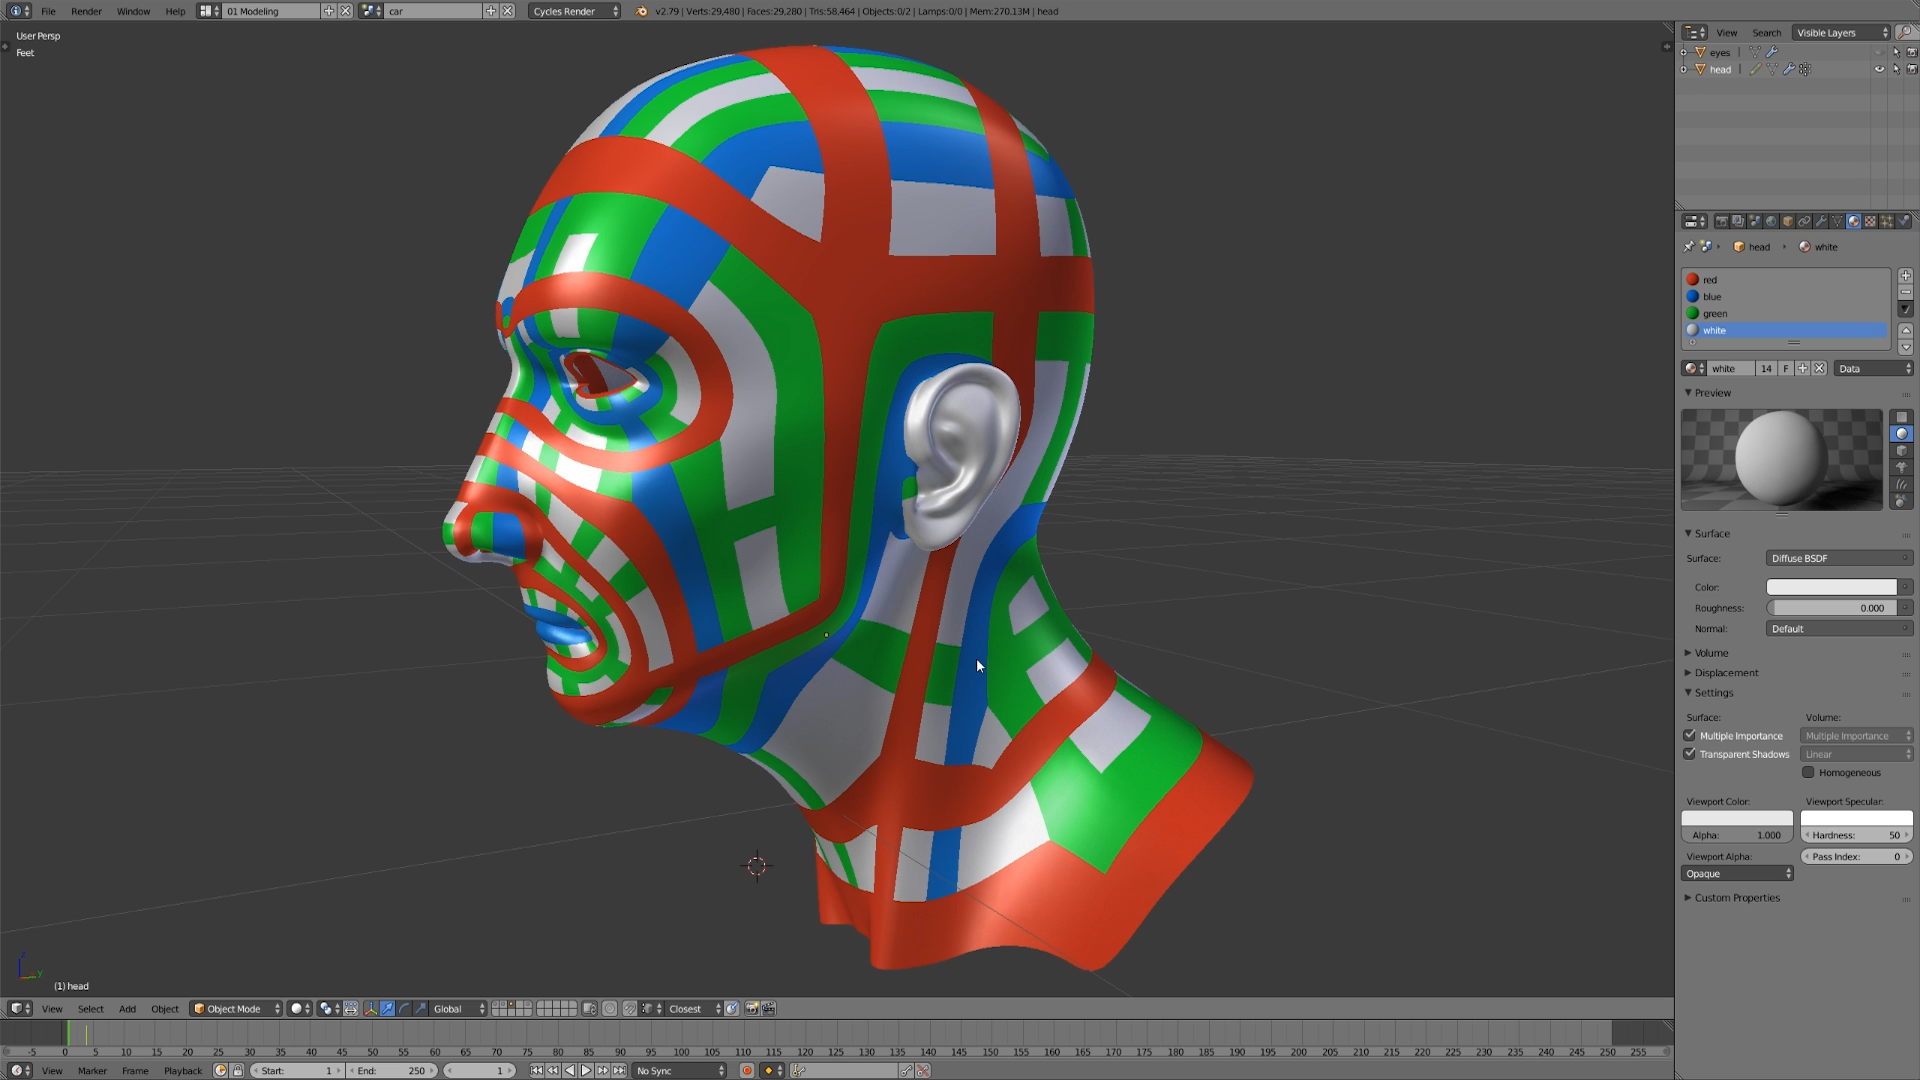 File Render Window Help 01 Modeling car Cycles Render v2.79 | Verts:29,480 | Faces:29,280 | Tris:58,464 | Objects:0/2 | Lamps:0/0 | Mem:270.13M | head
User Persp
Feet
View Search Visible Layers
eyes
head
head white
red
blue
green
white
white 14 F Data
Preview
Surface
Surface: Diffuse BSDF
Color:
Roughness: 0.000
Normal: Default
Volume
Displacement
Settings
Surface: Volume:
Multiple Importance Multiple Importance
Transparent Shadows Linear
Homogeneous
Viewport Color: Viewport Specular:
Alpha: 1.000 Hardness: 50
Viewport Alpha: Pass Index: 0
Opaque
Custom Properties
z
y
(1) head
View Select Add Object Object Mode Global Closest
-5 0 5 10 15 20 25 30 35 40 45 50 55 60 65 70 75 80 85 90 95 100 105 110 115 120 125 130 135 140 145 150 155 160 165 170 175 180 185 190 195 200 205 210 215 220 225 230 235 240 245 250 255
View Marker Frame Playback Start: 1 End: 250 1 No Sync